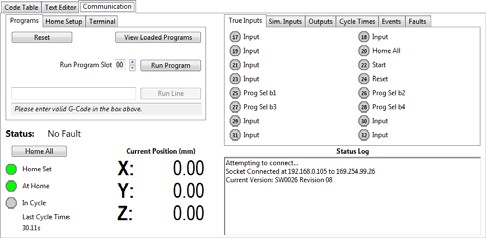 Code Table Text Editor Communication
Programs Home Setup Terminal
Reset View Loaded Programs
Run Program Slot 00 Run Program
Run Line
Please enter valid G-Code in the box above.
Status: No Fault
Home All
Home Set
At Home
In Cycle
Last Cycle Time:
30.11s
Current Position (mm)
X: 0.00
Y: 0.00
Z: 0.00
True Inputs Sim. Inputs Outputs Cycle Times Events Faults
17 Input 18 Input
19 Input 20 Home All
21 Input 22 Start
23 Input 24 Reset
25 Prog Sel b1 26 Prog Sel b2
27 Prog Sel b3 28 Prog Sel b4
29 Input 30 Input
31 Input 32 Input
Status Log
Attempting to connect...
Socket Connected at 192.168.0.105 to 169.254.99.26
Current Version: SW0026 Revision 08